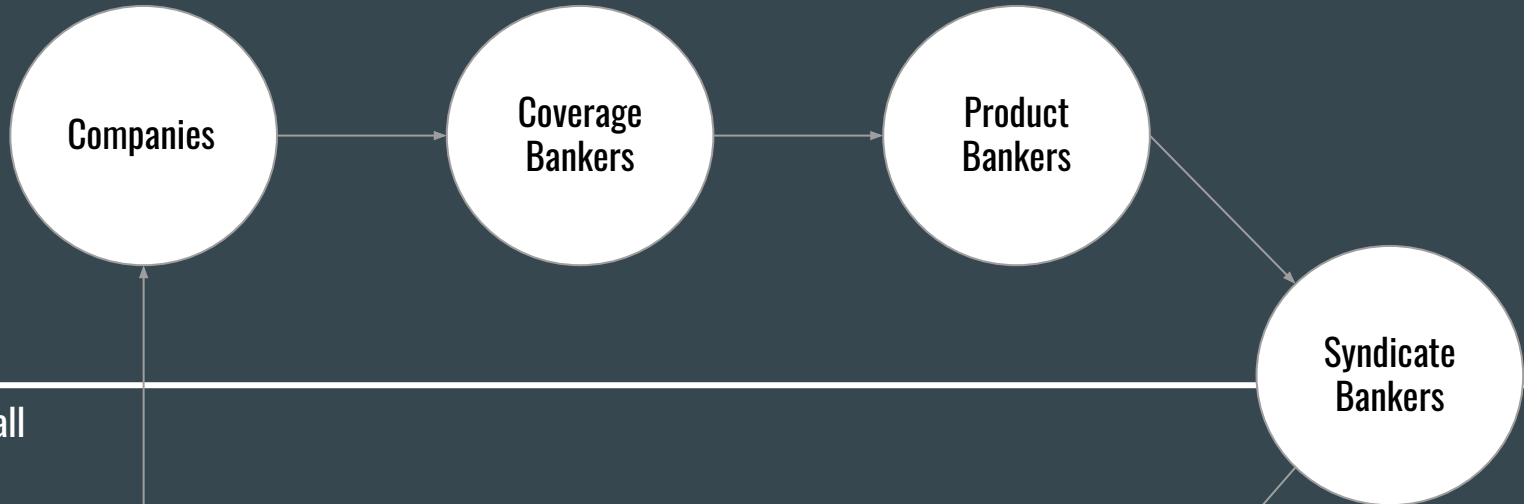 Companies
Coverage
Bankers
Product
Bankers
Syndicate
Bankers
all